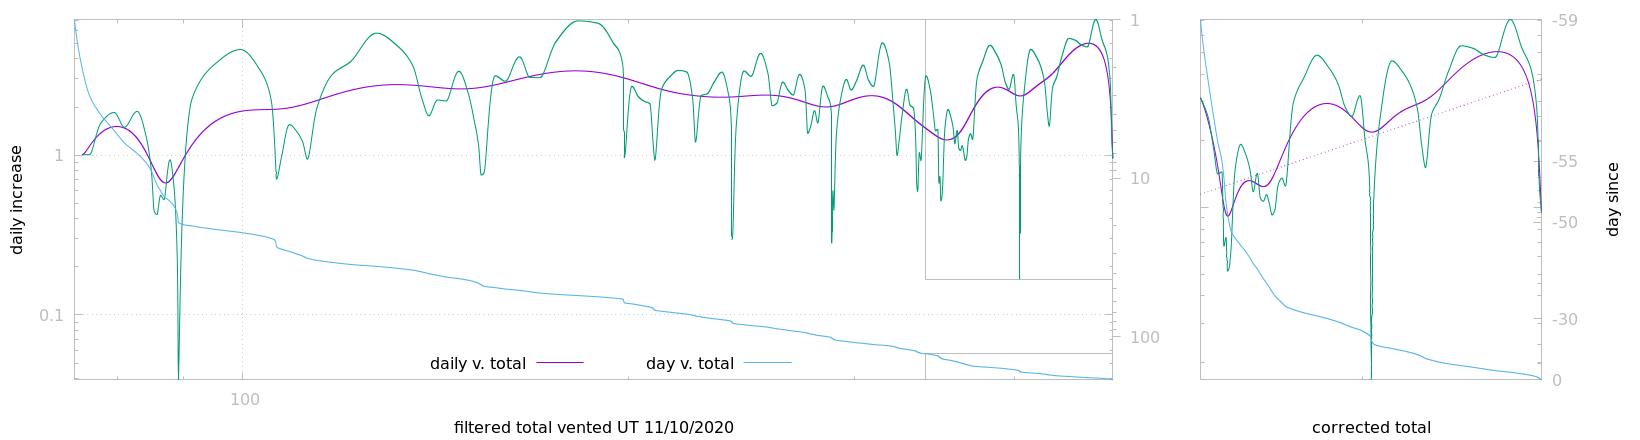 daily increase
1
0.1
100
daily v. total
day v. total
filtered total vented UT 11/10/2020
1
10
100
corrected total
-59
-55
-50
-30
0
day since